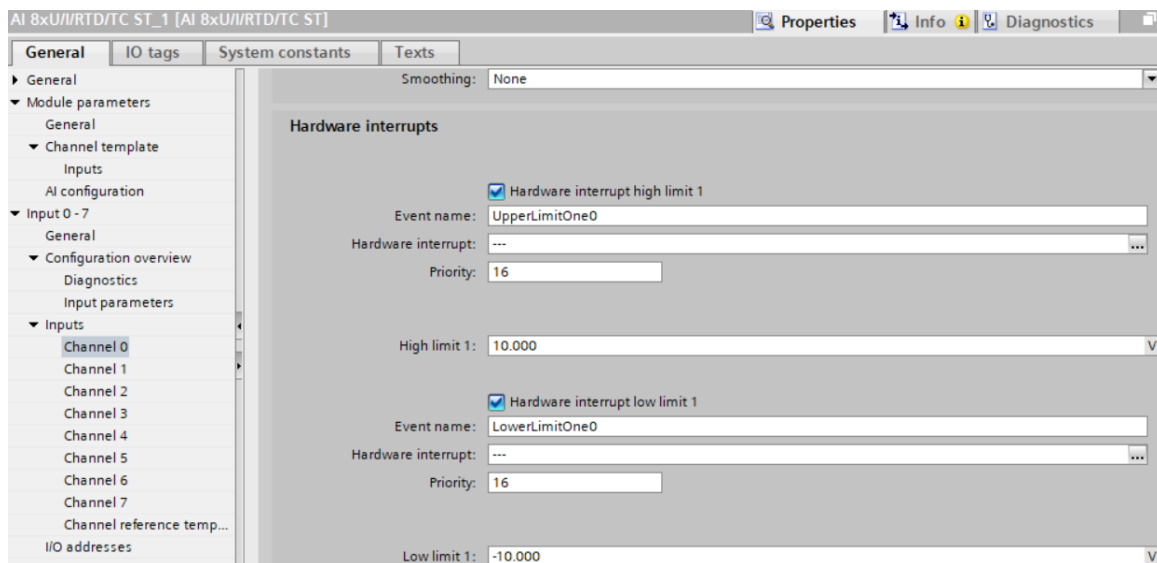 AI 8xU/I/RTD/TC ST_1 [AI 8xU/I/RTD/TC ST]
Properties
Info
Diagnostics
General
IO tags
System constants
Texts
General
Module parameters
General
Channel template
Inputs
AI configuration
Input 0 - 7
General
Configuration overview
Diagnostics
Input parameters
Inputs
Channel 0
Channel 1
Channel 2
Channel 3
Channel 4
Channel 5
Channel 6
Channel 7
Channel reference temp...
I/O addresses
Smoothing: None
Hardware interrupts
Hardware interrupt high limit 1
Event name: UpperLimitOne0
Hardware interrupt: ---
...
Priority: 16
High limit 1: 10.000 V
Hardware interrupt low limit 1
Event name: LowerLimitOne0
Hardware interrupt: ---
...
Priority: 16
Low limit 1: -10.000 V